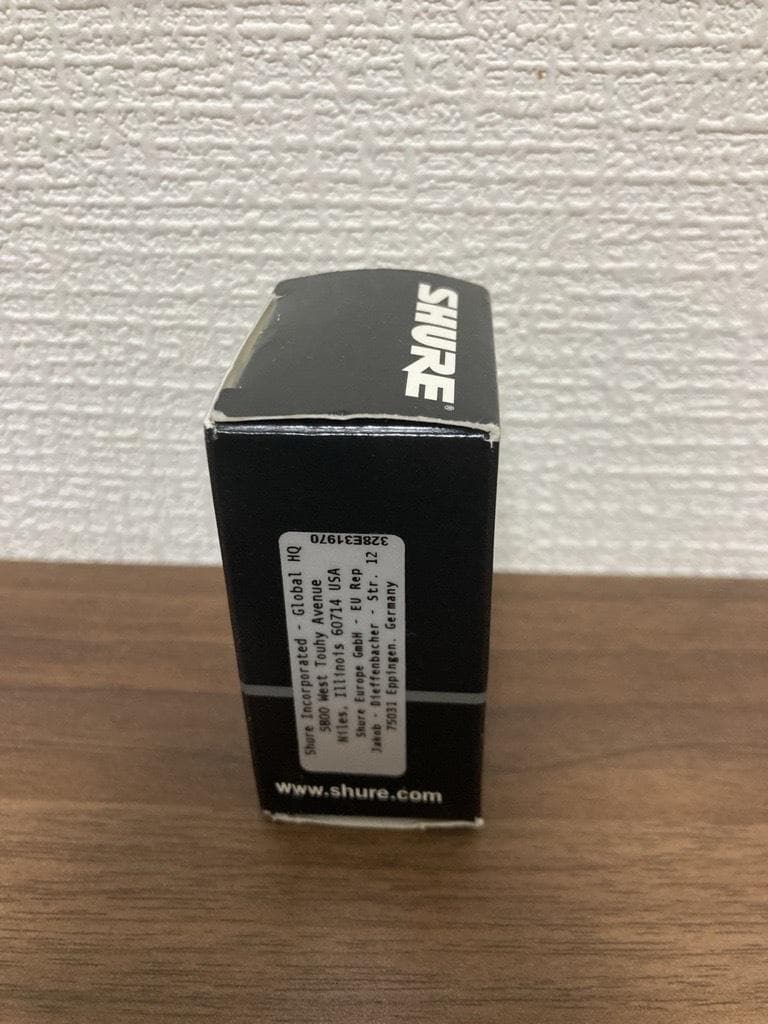 SHURE®
Shure Incorporated - Global HQ
5800 West Touhy Avenue
Niles, Illinois 60714 USA
Shure Europe GmbH - EU Rep
Jakob - Dieffenbacher - Str. 12
75031 Eppingen. Germany
328E31970
www.shure.com